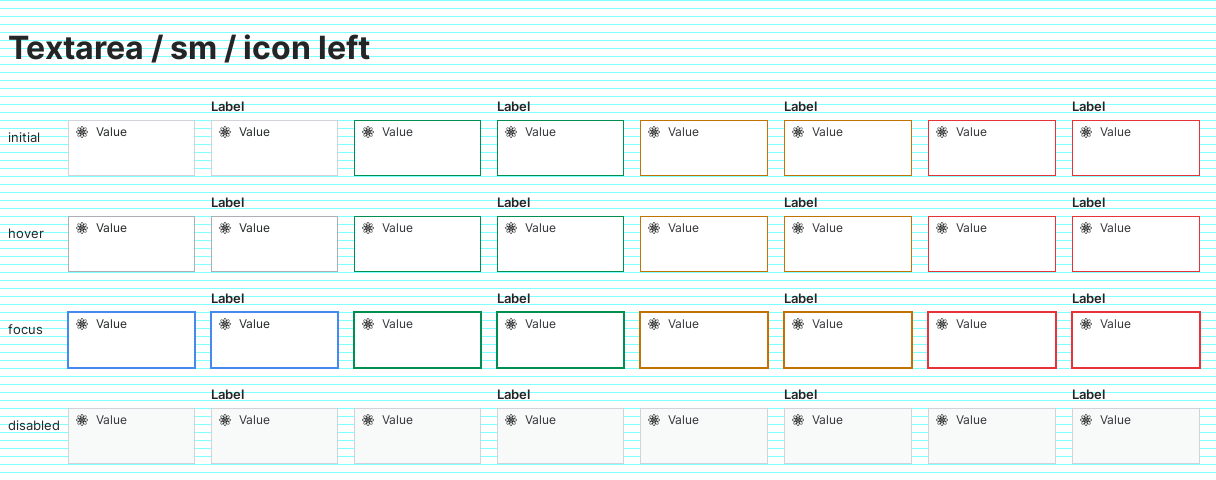 Textarea / sm / icon left
Label Label Label Label
initial Value Value Value Value Value Value Value Value
Label Label Label Label
hover Value Value Value Value Value Value Value Value
Label Label Label Label
focus Value Value Value Value Value Value Value Value
Label Label Label Label
disabled Value Value Value Value Value Value Value Value